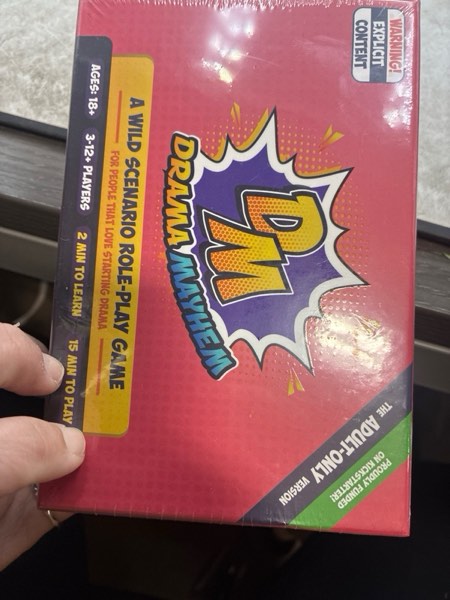 WARNING!
EXPLICIT
CONTENT
DM
DRAMA MAYHEM
A WILD SCENARIO ROLE-PLAY GAME
FOR PEOPLE THAT LOVE STARTING DRAMA
AGES: 18+ 3-12+ PLAYERS 2 MIN TO LEARN 15 MIN TO PLAY
THE ADULT-ONLY VERSION
PROUDLY FUNDED
ON KICKSTARTER!